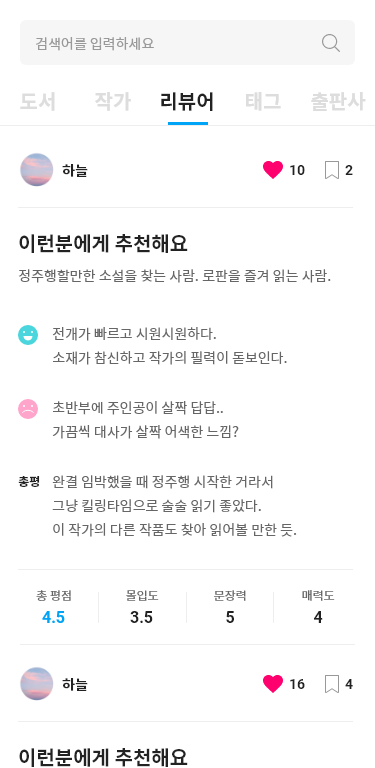 검색어를 입력하세요
도서 작가 리뷰어 태그 출판사
하늘 10 2
이런분에게 추천해요
정주행할만한 소설을 찾는 사람. 로판을 즐겨 읽는 사람.
전개가 빠르고 시원시원하다.
소재가 참신하고 작가의 필력이 돋보인다.
초반부에 주인공이 살짝 답답..
가끔씩 대사가 살짝 어색한 느낌?
총평 완결 임박했을 때 정주행 시작한 거라서
그냥 킬링타임으로 술술 읽기 좋았다.
이 작가의 다른 작품도 찾아 읽어볼 만한 듯.
총 평점 몰입도 문장력 매력도
4.5 3.5 5 4
하늘 16 4
이런분에게 추천해요